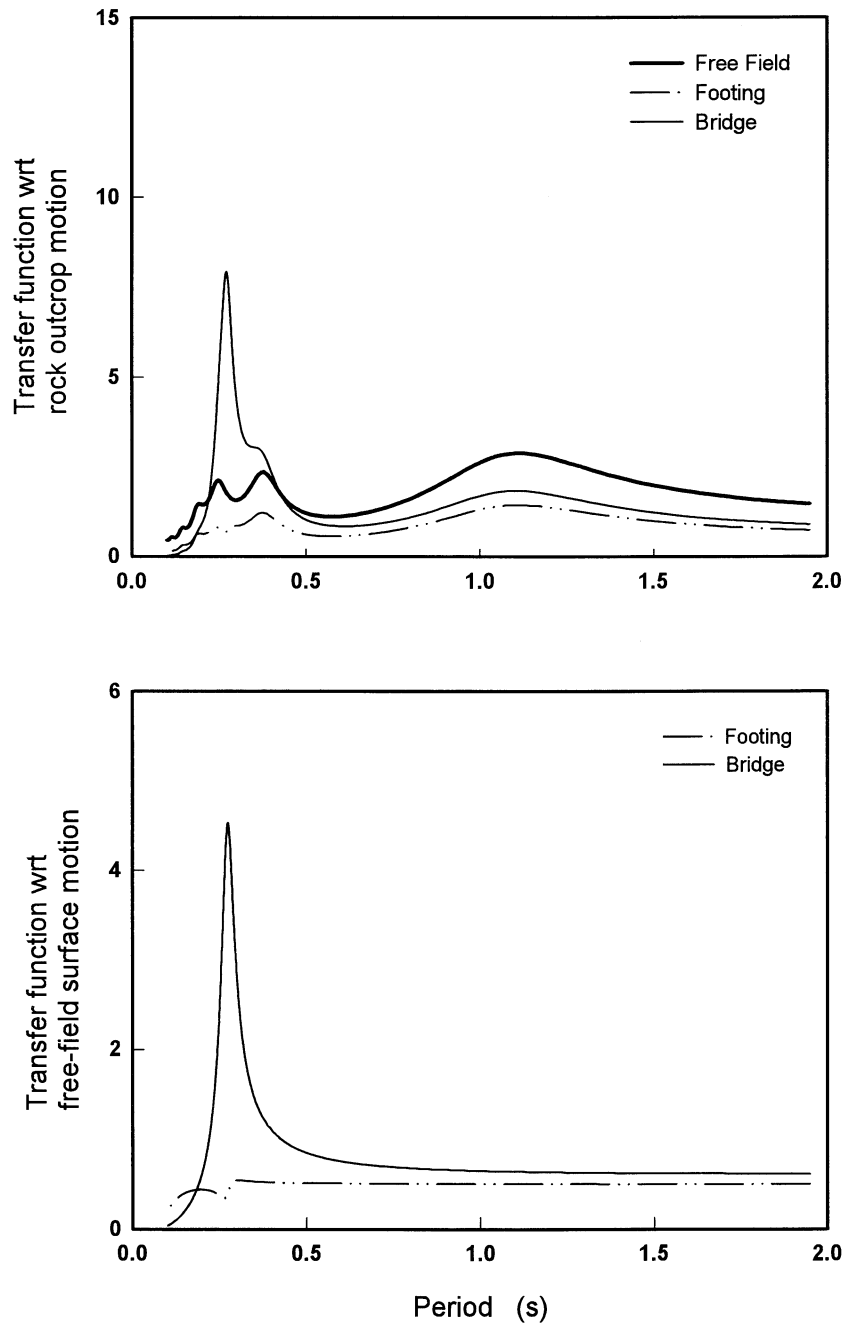 15
10
5
0
Transfer function wrt
rock outcrop motion
Free Field
Footing
Bridge
0.0 0.5 1.0 1.5 2.0
6
4
2
0
Transfer function wrt
free-field surface motion
Footing
Bridge
0.0 0.5 1.0 1.5 2.0
Period (s)